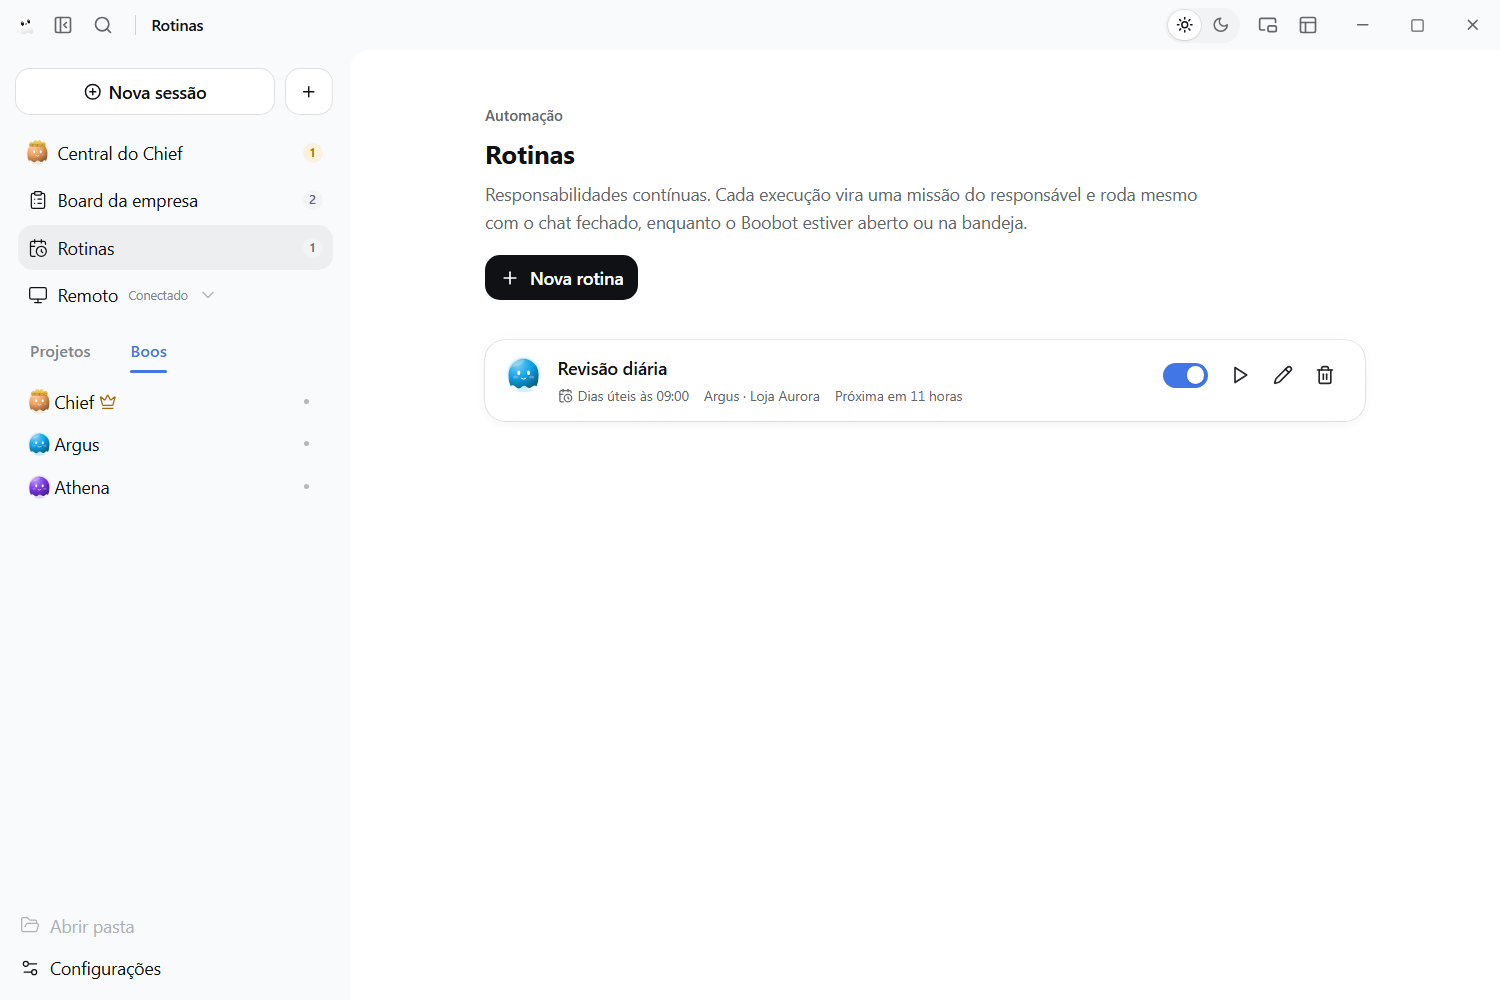 Rotinas
Nova sessão
Central do Chief 1
Board da empresa 2
Rotinas 1
Remoto Conectado
Projetos Boos
Chief
Argus
Athena
Abrir pasta
Configurações
Automação
Rotinas
Responsabilidades contínuas. Cada execução vira uma missão do responsável e roda mesmo
com o chat fechado, enquanto o Boobot estiver aberto ou na bandeja.
Nova rotina
Revisão diária
Dias úteis às 09:00 Argus · Loja Aurora Próxima em 11 horas